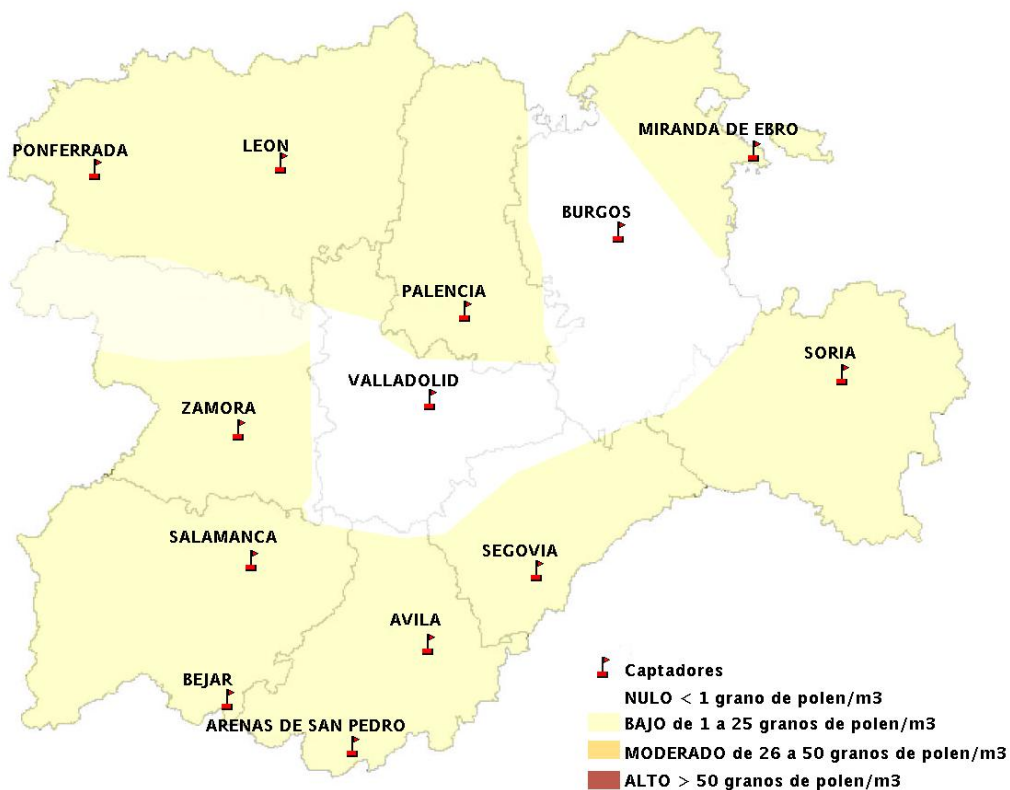 MIRANDA DE EBRO
PONFERRADA
LEON
BURGOS
PALENCIA
SORIA
VALLADOLID
ZAMORA
SALAMANCA
SEGOVIA
AVILA
BEJAR
ARENAS DE SAN PEDRO
Captadores
NULO < 1 grano de polen/m3
BAJO de 1 a 25 granos de polen/m3
MODERADO de 26 a 50 granos de polen/m3
ALTO > 50 granos de polen/m3